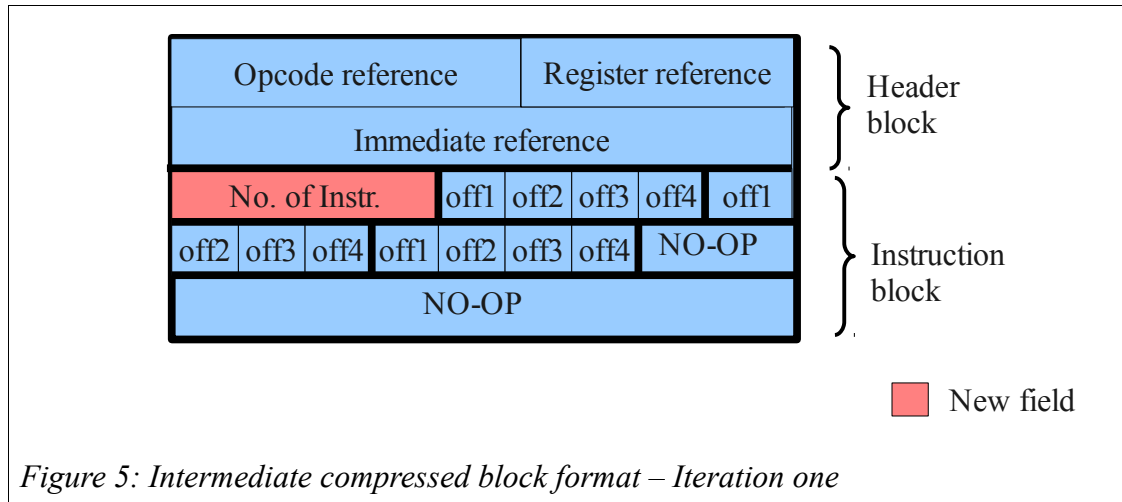 Opcode reference Register reference
Header
block
Immediate reference
No. of Instr. off1 off2 off3 off4 off1
off2 off3 off4 off1 off2 off3 off4 NO-OP
Instruction
block
NO-OP
New field
Figure 5: Intermediate compressed block format – Iteration one